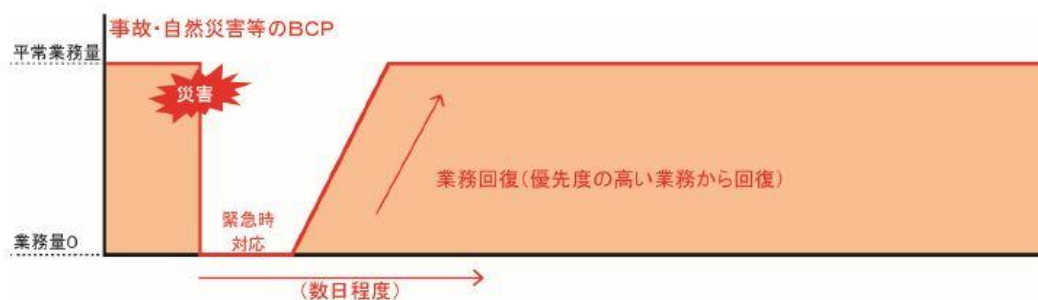 事故・自然災害等のBCP
平常業務量
災害
業務回復(優先度の高い業務から回復)
緊急時
対応
業務量0
(数日程度)